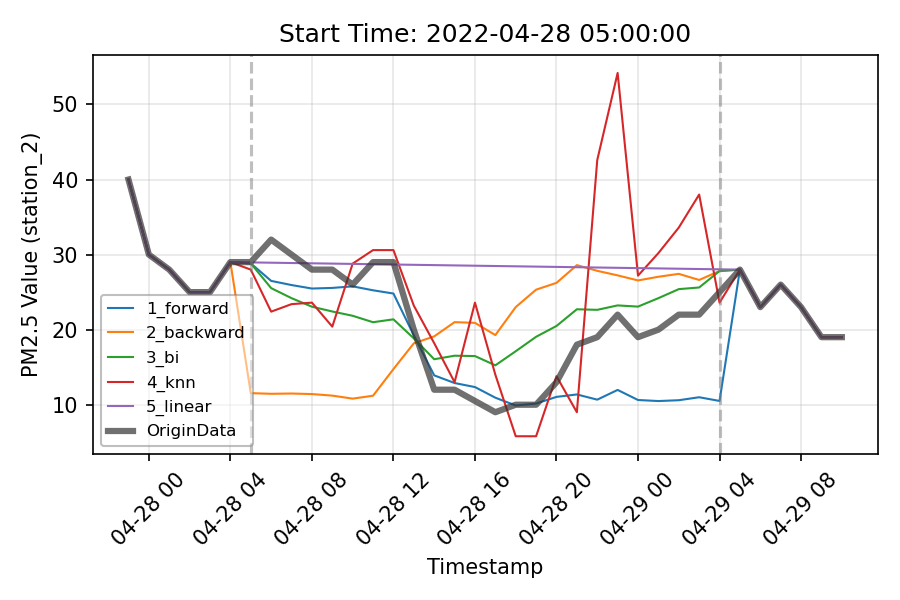 Start Time: 2022-04-28 05:00:00
PM2.5 Value (station_2)
50
40
30
20
10
1_forward
2_backward
3_bi
4_knn
5_linear
OriginData
04-28 00
04-28 04
04-28 08
04-28 12
04-28 16
04-28 20
04-29 00
04-29 04
04-29 08
Timestamp